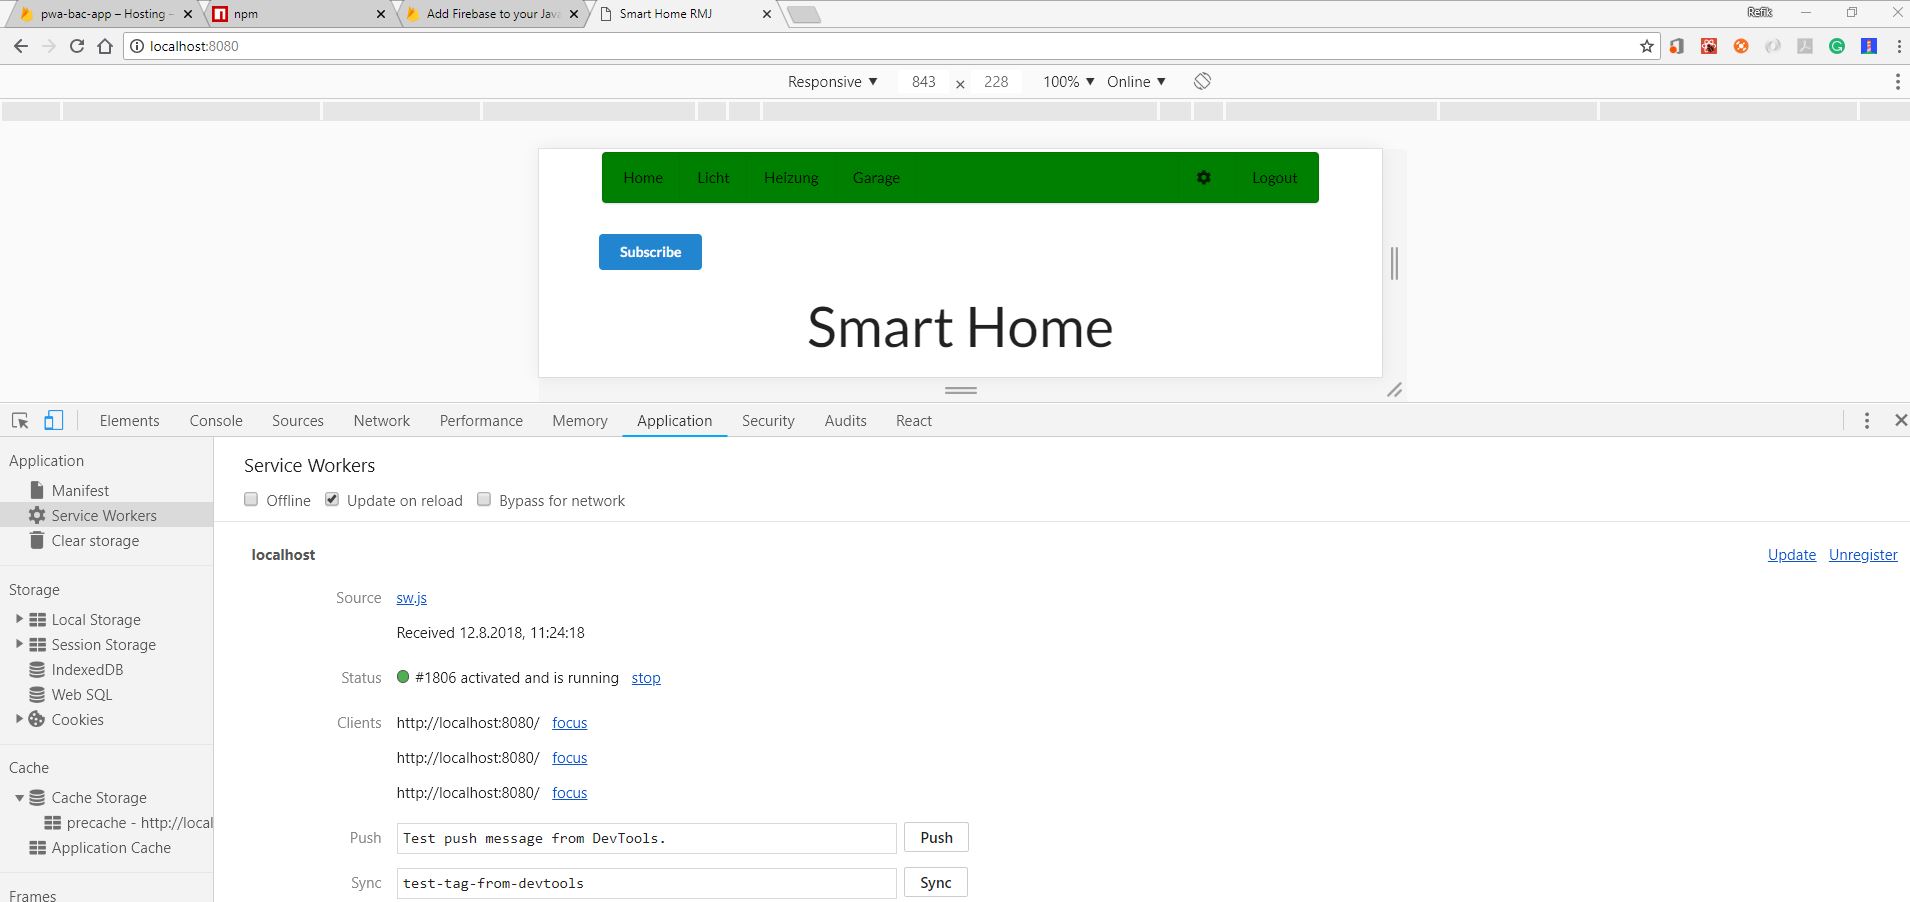 pwa-bac-app – Hosting –
npm
Add Firebase to your Java
Smart Home RMJ
Refik
localhost:8080
Responsive 843 × 228 100% Online
Home Licht Heizung Garage Logout
Subscribe
Smart Home
Elements Console Sources Network Performance Memory Application Security Audits React
Application
Manifest
Service Workers
Clear storage
Storage
Local Storage
Session Storage
IndexedDB
Web SQL
Cookies
Cache
Cache Storage
precache - http://local
Application Cache
Frames
Service Workers
Offline Update on reload Bypass for network
localhost Update Unregister
Source sw.js
Received 12.8.2018, 11:24:18
Status #1806 activated and is running stop
Clients http://localhost:8080/ focus
http://localhost:8080/ focus
http://localhost:8080/ focus
Push Test push message from DevTools. Push
Sync test-tag-from-devtools Sync